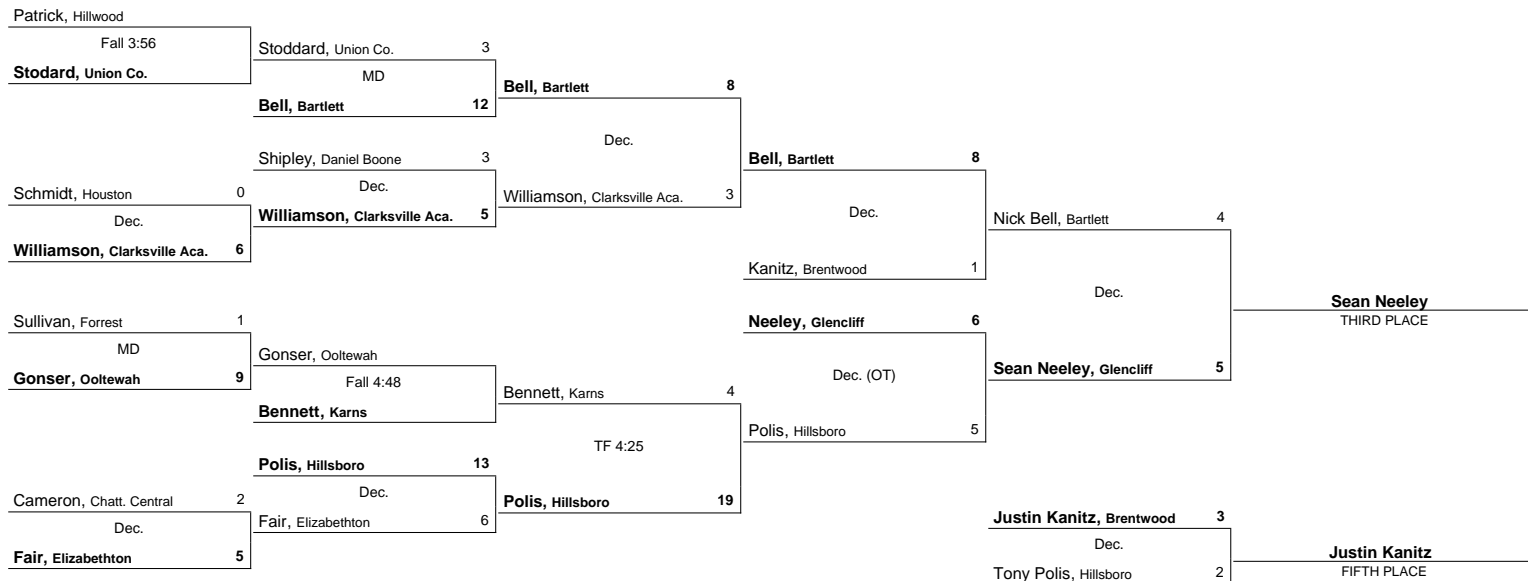 Patrick, Hillwood
Fall 3:56
Stodard, Union Co.
Schmidt, Houston 0
Dec.
Williamson, Clarksville Aca. 6
Sullivan, Forrest 1
MD
Gonser, Ooltewah 9
Cameron, Chatt. Central 2
Dec.
Fair, Elizabethton 5
Stoddard, Union Co. 3
MD
Bell, Bartlett 12
Shipley, Daniel Boone 3
Dec.
Williamson, Clarksville Aca. 5
Gonser, Ooltewah
Fall 4:48
Bennett, Karns
Polis, Hillsboro 13
Dec.
Fair, Elizabethton 6
Bell, Bartlett 8
Dec.
Williamson, Clarksville Aca. 3
Bennett, Karns 4
TF 4:25
Polis, Hillsboro 19
Bell, Bartlett 8
Dec.
Kanitz, Brentwood 1
Neeley, Glencliff 6
Dec. (OT)
Polis, Hillsboro 5
Nick Bell, Bartlett 4
Dec.
Sean Neeley, Glencliff 5
Sean Neeley
THIRD PLACE
Justin Kanitz, Brentwood 3
Dec.
Tony Polis, Hillsboro 2
Justin Kanitz
FIFTH PLACE